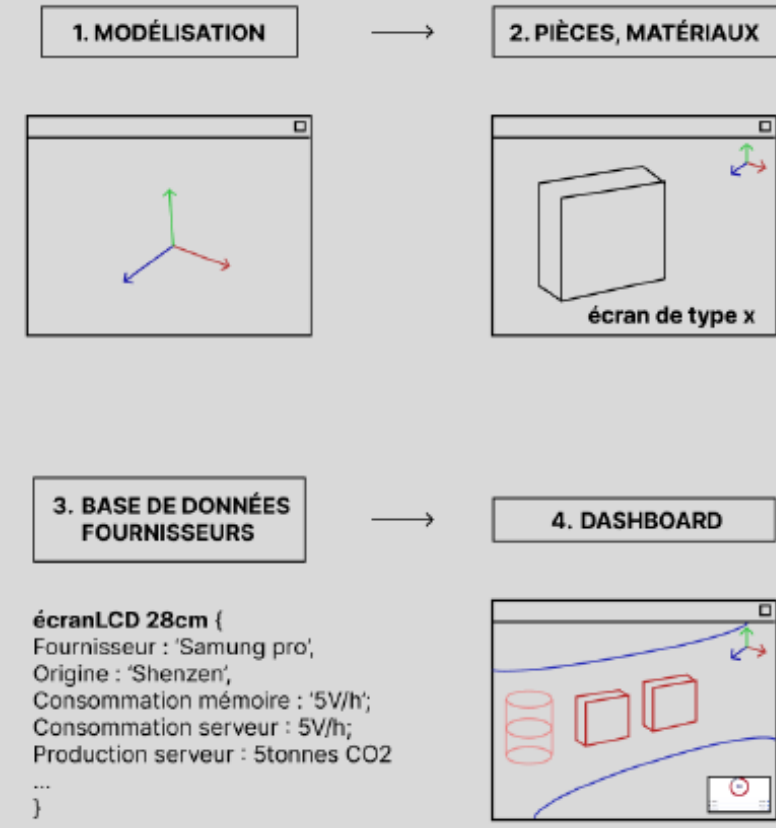 1. MODÉLISATION
2. PIÈCES, MATÉRIAUX
écran de type x
3. BASE DE DONNÉES
FOURNISSEURS
4. DASHBOARD
écranLCD 28cm {
Fournisseur : 'Samung pro',
Origine : 'Shenzen',
Consommation mémoire : '5V/h';
Consommation serveur : 5V/h;
Production serveur : 5tonnes CO2
...
}